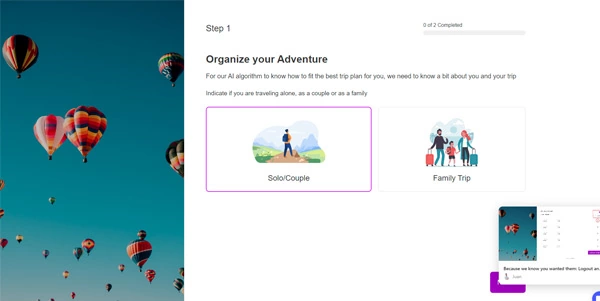 Step 1
0 of 2 Completed
Organize your Adventure
For our AI algorithm to know how to fit the best trip plan for you, we need to know a bit about you and your trip
Indicate if you are traveling alone, as a couple or as a family
Solo/Couple
Family Trip
Because we know you wanted them: Logout an
Juan